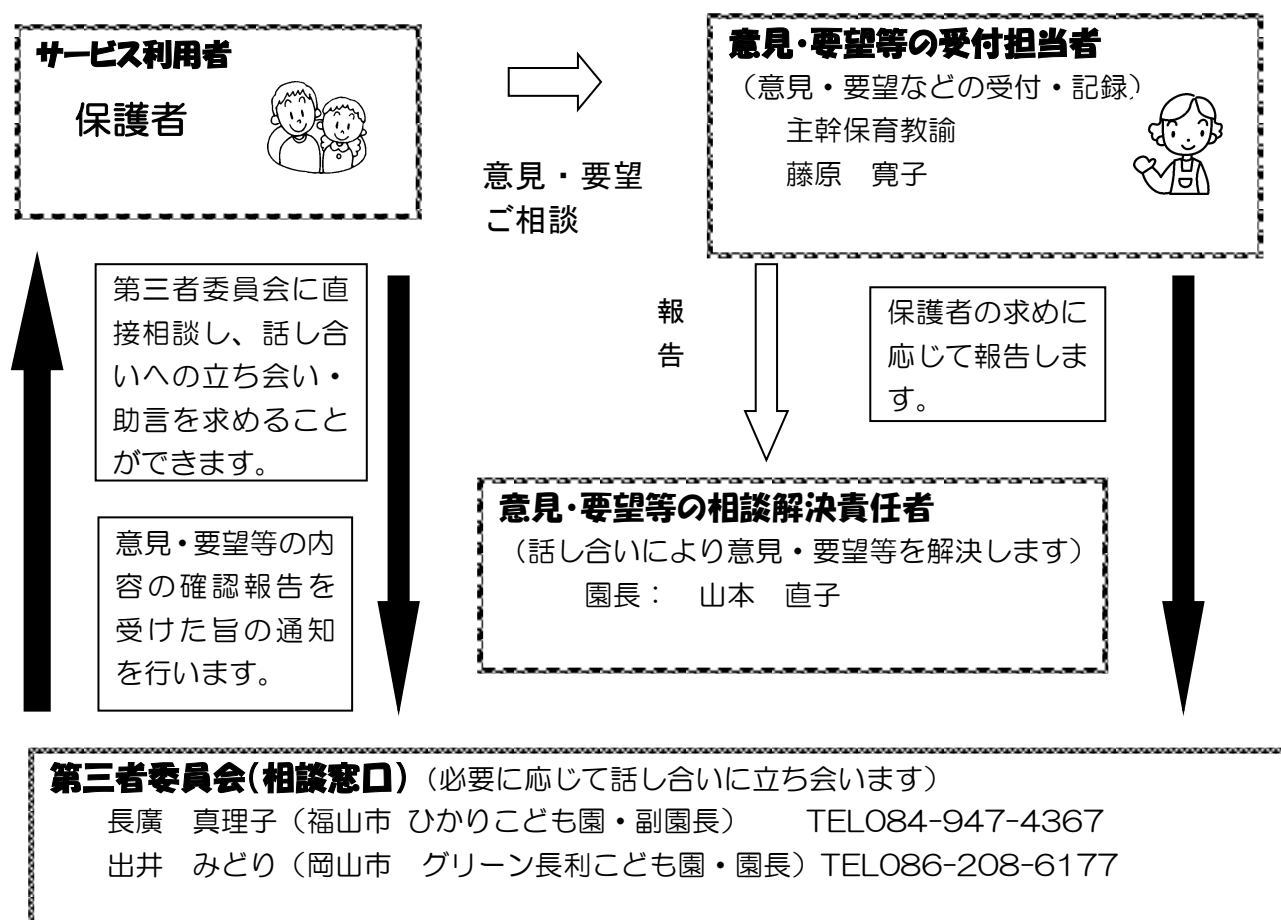 サービス利用者
保護者
意見・要望
ご相談
意見・要望等の受付担当者
（意見・要望などの受付・記録）
主幹保育教諭
藤原　寛子
第三者委員会に直
接相談し、話し合
いへの立ち会い・
助言を求めること
ができます。
意見・要望等の内
容の確認報告を
受けた旨の通知
を行います。
報
告
保護者の求めに
応じて報告しま
す。
意見・要望等の相談解決責任者
（話し合いにより意見・要望等を解決します）
園長：　山本　直子
第三者委員会（相談窓口）（必要に応じて話し合いに立ち会います）
長廣　真理子（福山市 ひかりこども園・副園長）　　TEL084-947-4367
出井　みどり（岡山市　グリーン長利こども園・園長）TEL086-208-6177